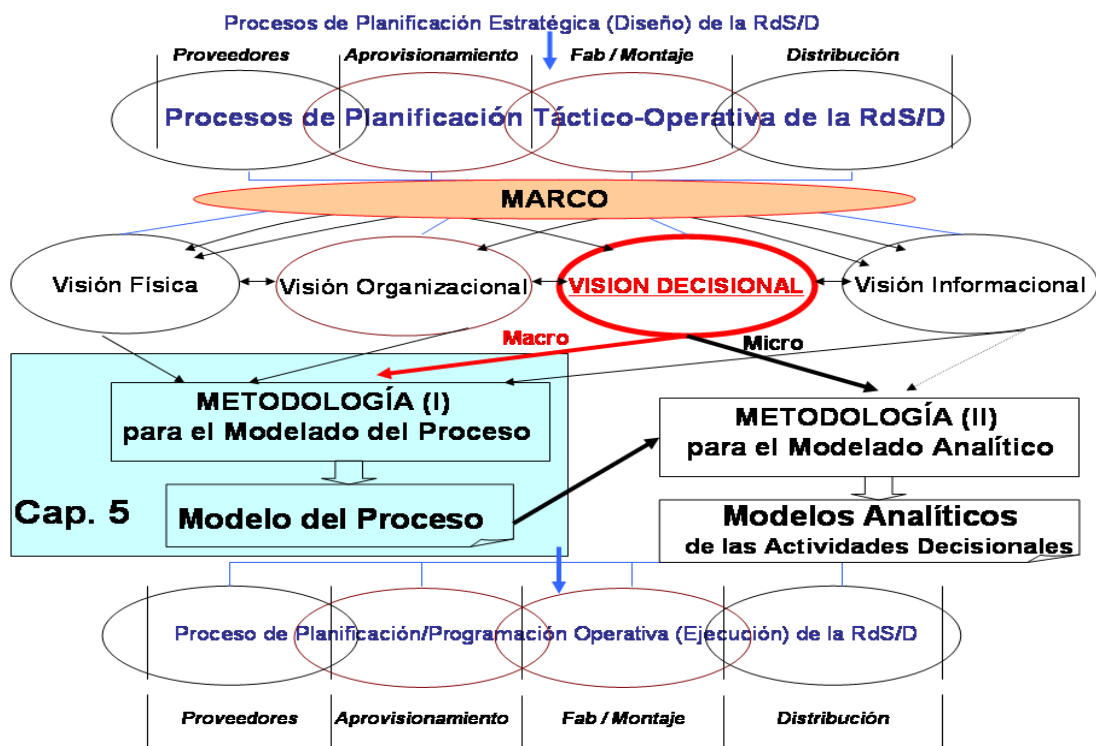 Procesos de Planificación Estratégica (Diseño) de la RdS/D
Proveedores Aprovisionamiento Fab / Montaje Distribución
Procesos de Planificación Táctico-Operativa de la RdS/D
MARCO
Visión Física Visión Organizacional VISION DECISIONAL Visión Informacional
Macro Micro
METODOLOGÍA (I)
para el Modelado del Proceso
METODOLOGÍA (II)
para el Modelado Analítico
Cap. 5
Modelo del Proceso
Modelos Analíticos
de las Actividades Decisionales
Proceso de Planificación/Programación Operativa (Ejecución) de la RdS/D
Proveedores Aprovisionamiento Fab / Montaje Distribución